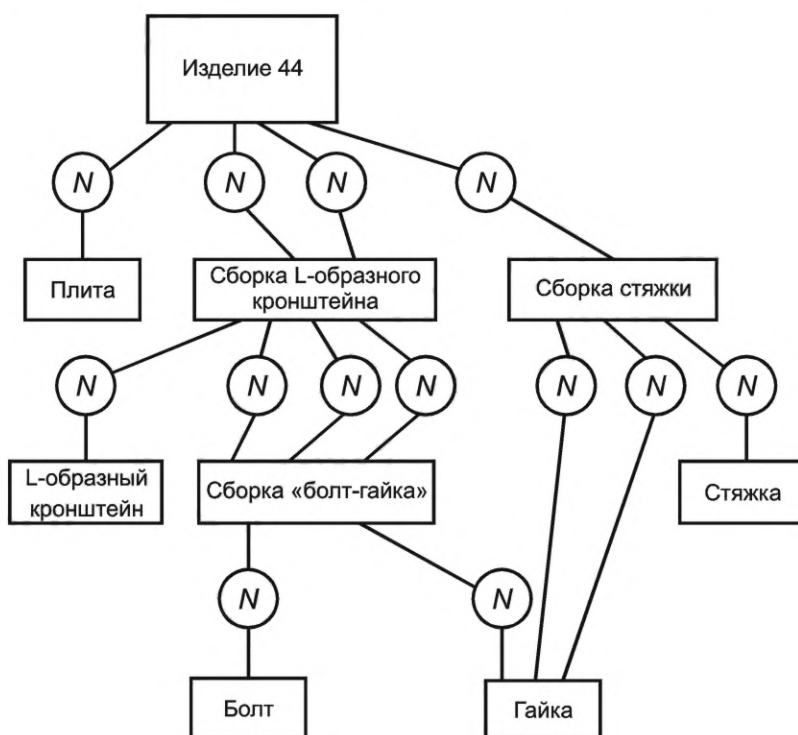 Изделие 44
N N N N
Плита
Сборка L-образного
кронштейна
Сборка стяжки
N N N N N N N
L-образный
кронштейн
Сборка «болт-гайка»
Стяжка
N N
Болт
Гайка